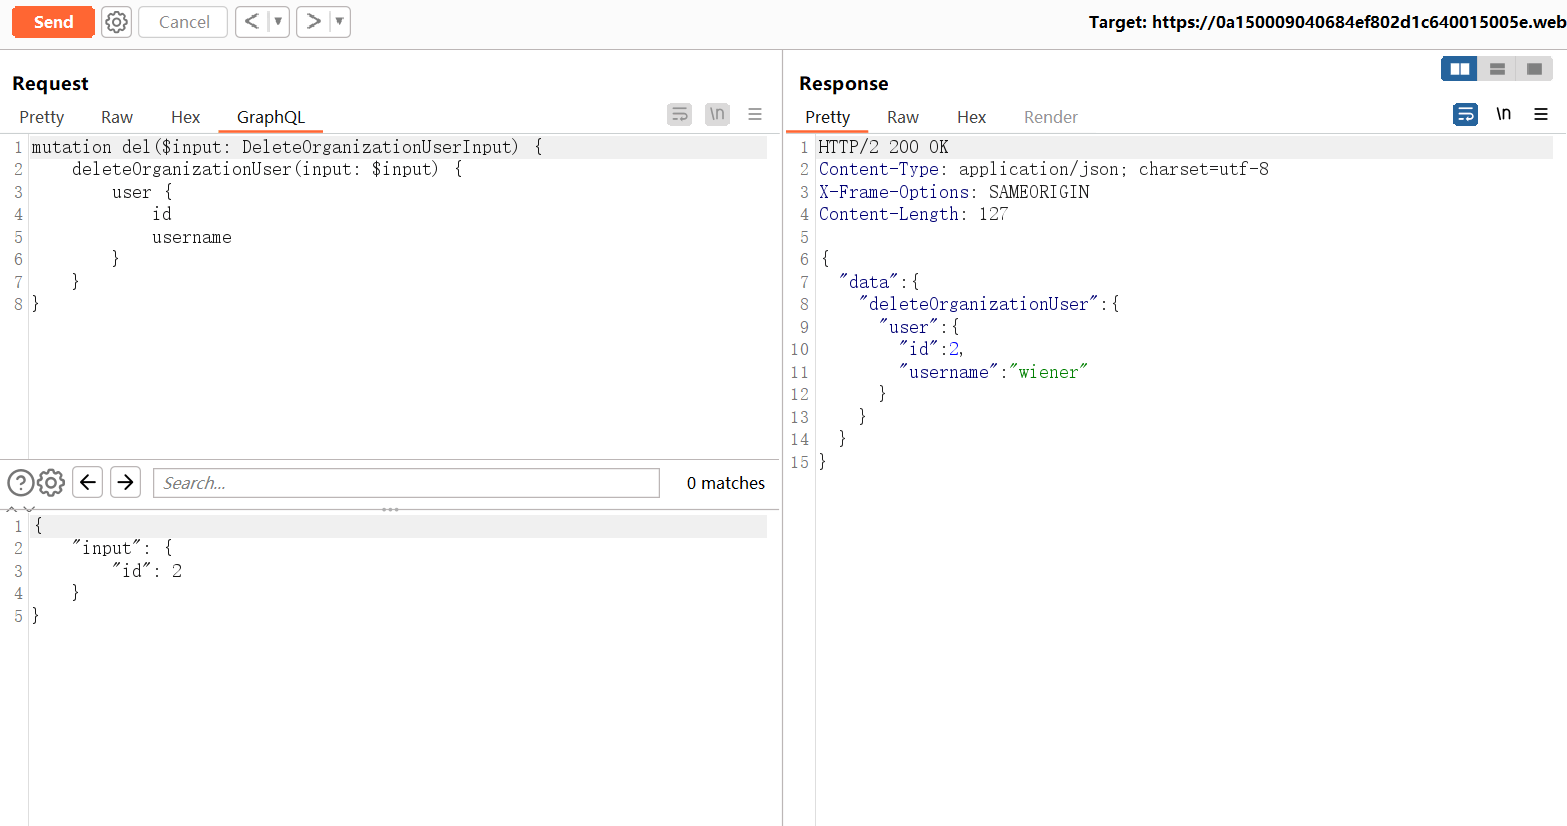 Send Cancel < ▼ > ▼ Target: https://0a150009040684ef802d1c640015005e.web
Request
Pretty Raw Hex GraphQL \n
1 mutation del($input: DeleteOrganizationUserInput) {
2     deleteOrganizationUser(input: $input) {
3         user {
4             id
5             username
6         }
7     }
8 }
? ← → Search... 0 matches
1 {
2     "input": {
3         "id": 2
4     }
5 }
Response
Pretty Raw Hex Render \n
1 HTTP/2 200 OK
2 Content-Type: application/json; charset=utf-8
3 X-Frame-Options: SAMEORIGIN
4 Content-Length: 127
5
6 {
7   "data":{
8     "deleteOrganizationUser":{
9       "user":{
10         "id":2,
11         "username":"wiener"
12       }
13     }
14   }
15 }